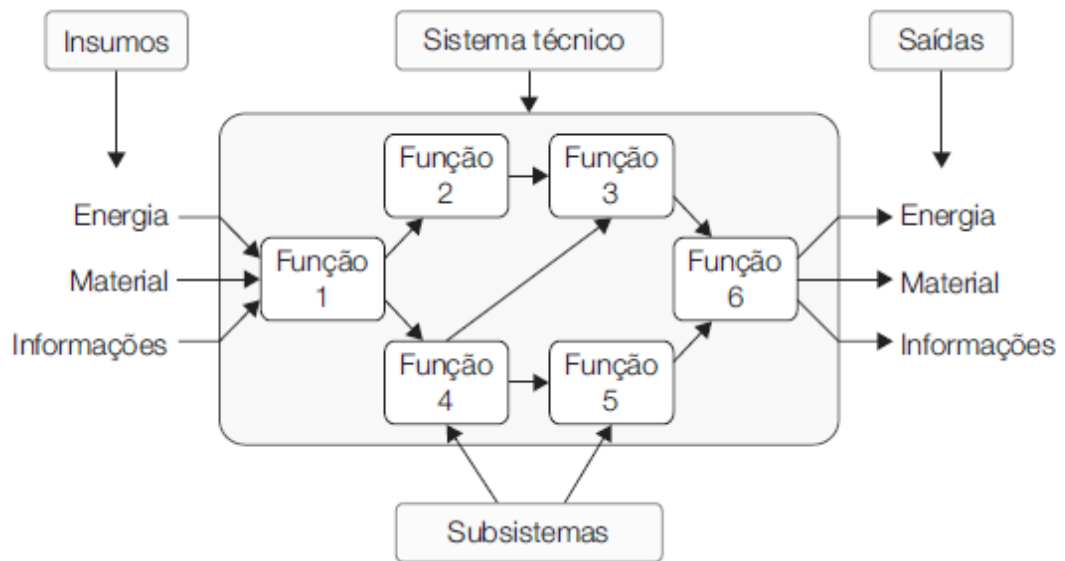 Insumos
Sistema técnico
Saídas
Função
2
Função
3
Energia
Material
Informações
Função
1
Função
6
Energia
Material
Informações
Função
4
Função
5
Subsistemas